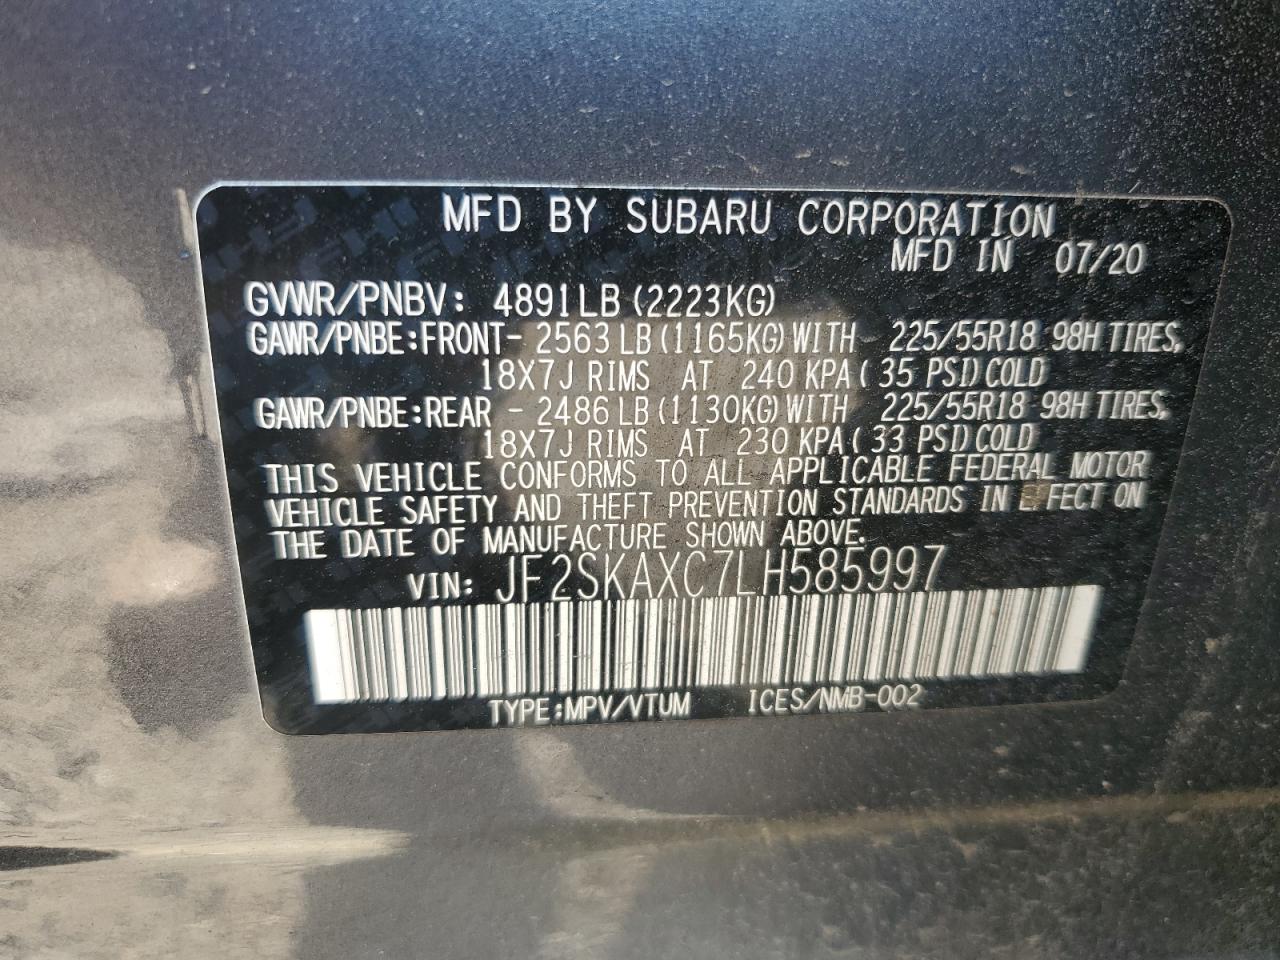 MFD BY SUBARU CORPORATION
MFD IN 07/20
GVWR/PNBV: 4891LB (2223KG)
GAWR/PNBE:FRONT- 2563 LB (1165KG) WITH 225/55R18 98H TIRES,
18X7J RIMS AT 240 KPA ( 35 PSI) COLD
GAWR/PNBE:REAR - 2486 LB (1130KG) WITH 225/55R18 98H TIRES,
18X7J RIMS AT 230 KPA ( 33 PSI) COLD
THIS VEHICLE CONFORMS TO ALL APPLICABLE FEDERAL MOTOR
VEHICLE SAFETY AND THEFT PREVENTION STANDARDS IN EFFECT ON
THE DATE OF MANUFACTURE SHOWN ABOVE.
VIN: JF2SKAXC7LH585997
TYPE:MPV/VTUM ICES/NMB-002